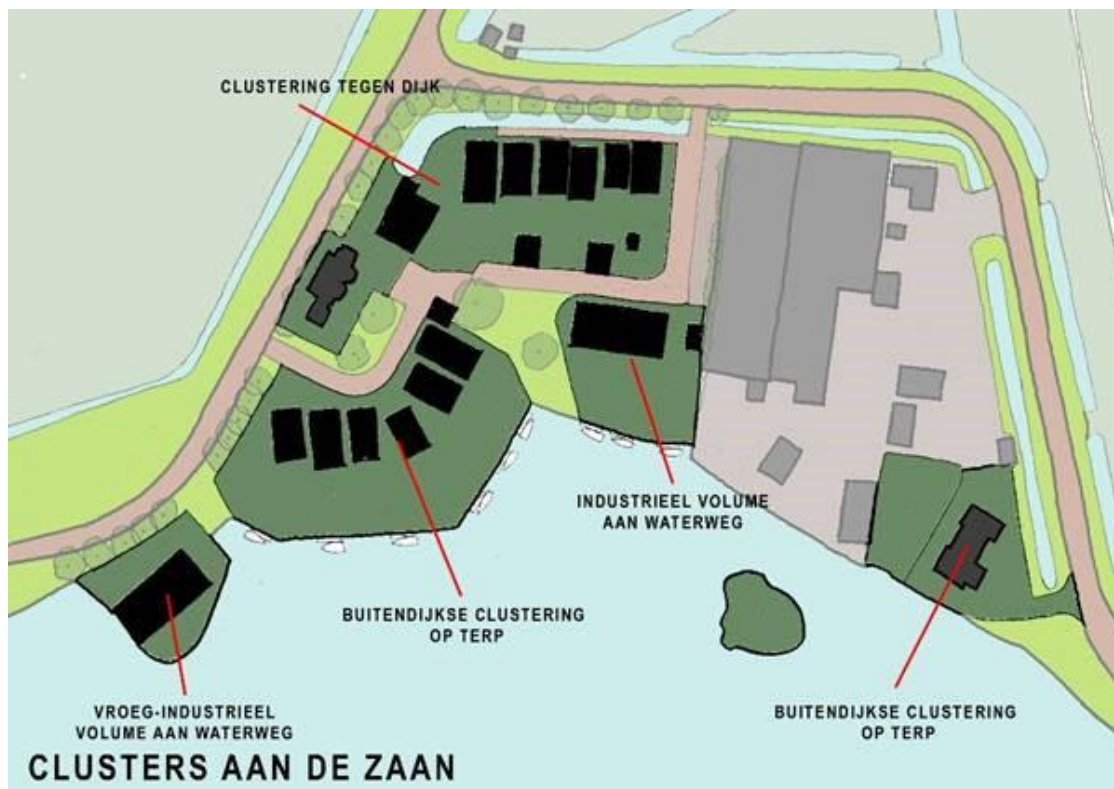 CLUSTERING TEGEN DIJK
INDUSTRIEEL VOLUME
AAN WATERWEG
BUITENDIJKSE CLUSTERING
OP TERP
VROEG-INDUSTRIEEL
VOLUME AAN WATERWEG
BUITENDIJKSE CLUSTERING
OP TERP
CLUSTERS AAN DE ZAAN